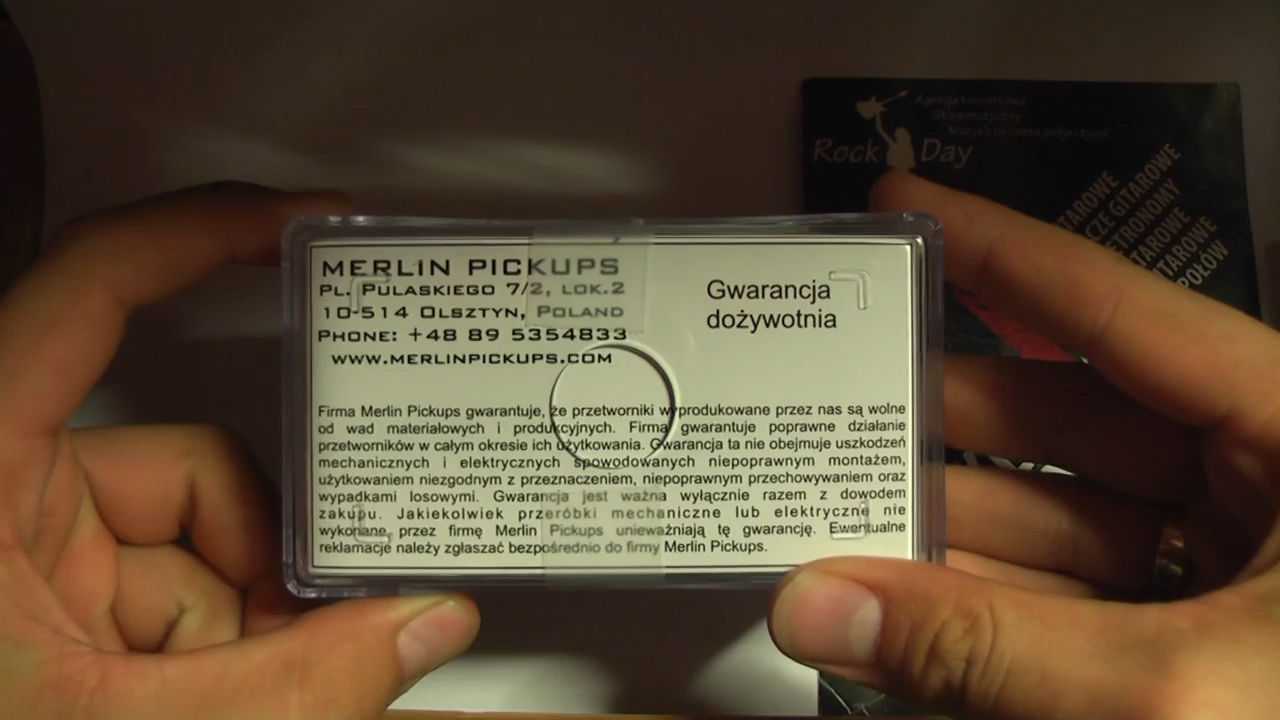 Agencja koncertowa
Sklep muzyczny
Rock Day
MERLIN PICKUPS
PL. PULASKIEGO 7/2, LOK.2
10-514 OLSZTYN, POLAND
PHONE: +48 89 5354833
WWW.MERLINPICKUPS.COM
Gwarancja
dożywotnia
Firma Merlin Pickups gwarantuje, że przetworniki wyprodukowane przez nas są wolne
od wad materiałowych i produkcyjnych. Firma gwarantuje poprawne działanie
przetworników w całym okresie ich użytkowania. Gwarancja ta nie obejmuje uszkodzeń
mechanicznych i elektrycznych spowodowanych niepoprawnym montażem,
użytkowaniem niezgodnym z przeznaczeniem, niepoprawnym przechowywaniem oraz
wypadkami losowymi. Gwarancja jest ważna wyłącznie razem z dowodem
zakupu. Jakiekolwiek przeróbki mechaniczne lub elektryczne nie
wykonane, przez firmę Merlin Pickups unieważniają tę gwarancję. Ewentualne
reklamacje należy zgłaszać bezpośrednio do firmy Merlin Pickups.
GITAROWE